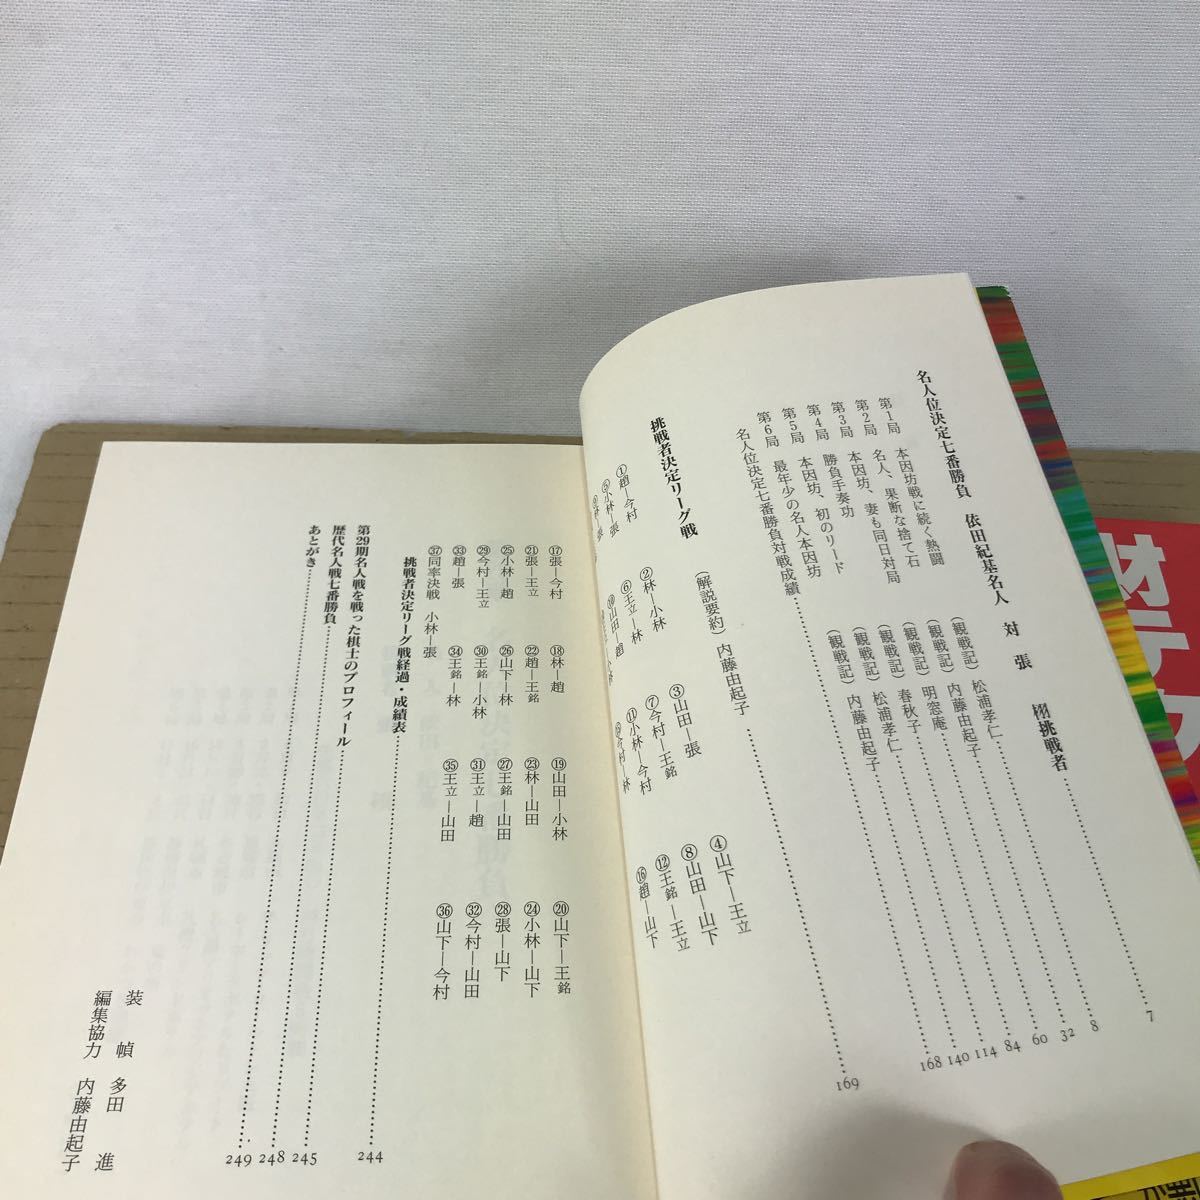 名人位決定七番勝負 依田紀基名人 対 張 栩挑戦者 7
第1局 本因坊戦に続く熱闘 (観戦記) 松浦孝仁 8
第2局 名人、果断な捨て石 (観戦記) 内藤由起子 32
第3局 本因坊、妻も同日対局 (観戦記) 明窓庵 60
第4局 勝負手奏功 (観戦記) 春秋子 84
第5局 本因坊、初のリード (観戦記) 松浦孝仁 114
第6局 最年少の名人本因坊 (観戦記) 内藤由起子 140
名人位決定七番勝負対戦成績 168
挑戦者決定リーグ戦 (解説要約) 内藤由起子 169
①趙―今村 ②林―小林 ③山田―張 ④山下―王立
⑤小林―張 ⑥王立―林 ⑦今村―王銘 ⑧山田―山下
林―張 山田―趙 ⑪小林―今村 ⑫王銘―王立
小林 今村―林 ⑯趙―山下
⑰張―今村 ⑱林―趙 ⑲山田―小林 ⑳山下―王銘
㉑張―王立 ㉒趙―王銘 ㉓林―山田 ㉔小林―山下
㉕小林―趙 ㉖山下―林 ㉗王銘―山田 ㉘張―山下
㉙今村―王立 ㉚王銘―小林 ㉛王立―趙 ㉜今村―山田
㉝趙―張 ㉞王銘―林 ㉟王立―山田 ㊱山下―今村
㊲同率決戦 小林―張
挑戦者決定リーグ戦経過・成績表 244
第29期名人戦を戦った棋士のプロフィール 245
歴代名人戦七番勝負 248
あとがき 249
装幀 多田 進
編集協力 内藤由起子
財テク